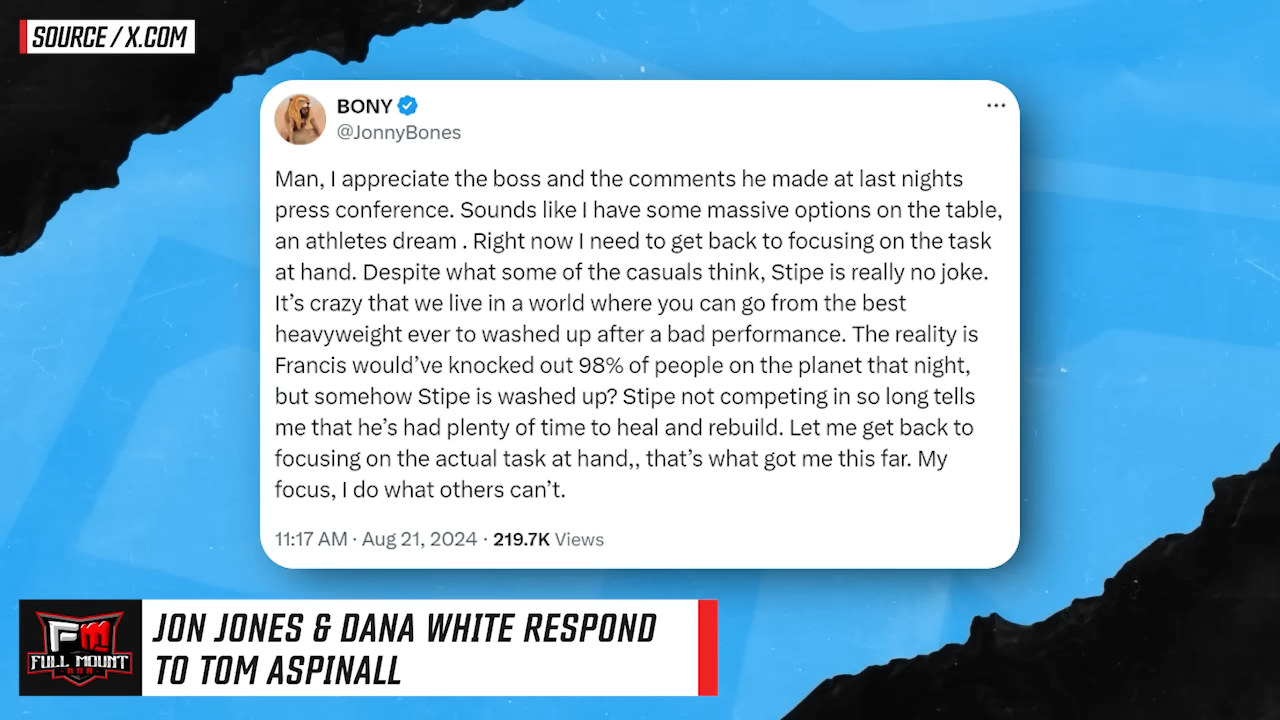 SOURCE / X.COM
BONY
@JonnyBones
Man, I appreciate the boss and the comments he made at last nights
press conference. Sounds like I have some massive options on the table,
an athletes dream . Right now I need to get back to focusing on the task
at hand. Despite what some of the casuals think, Stipe is really no joke.
It’s crazy that we live in a world where you can go from the best
heavyweight ever to washed up after a bad performance. The reality is
Francis would’ve knocked out 98% of people on the planet that night,
but somehow Stipe is washed up? Stipe not competing in so long tells
me that he’s had plenty of time to heal and rebuild. Let me get back to
focusing on the actual task at hand,, that’s what got me this far. My
focus, I do what others can’t.
11:17 AM · Aug 21, 2024 · 219.7K Views
FM
FULL MOUNT
JON JONES & DANA WHITE RESPOND
TO TOM ASPINALL